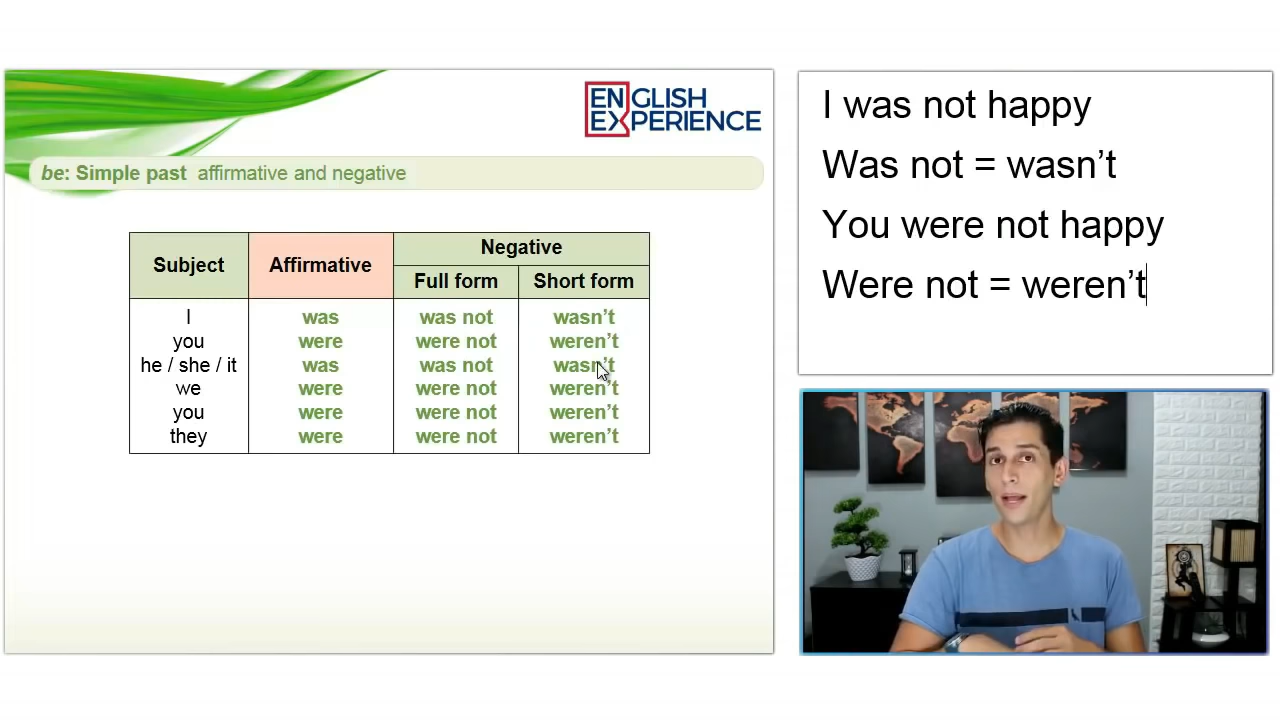 ENGLISH
EXPERIENCE
be: Simple past affirmative and negative
Subject Affirmative Negative
Full form Short form
I was was not wasn’t
you were were not weren’t
he / she / it was was not wasn’t
we were were not weren’t
you were were not weren’t
they were were not weren’t
I was not happy
Was not = wasn’t
You were not happy
Were not = weren’t